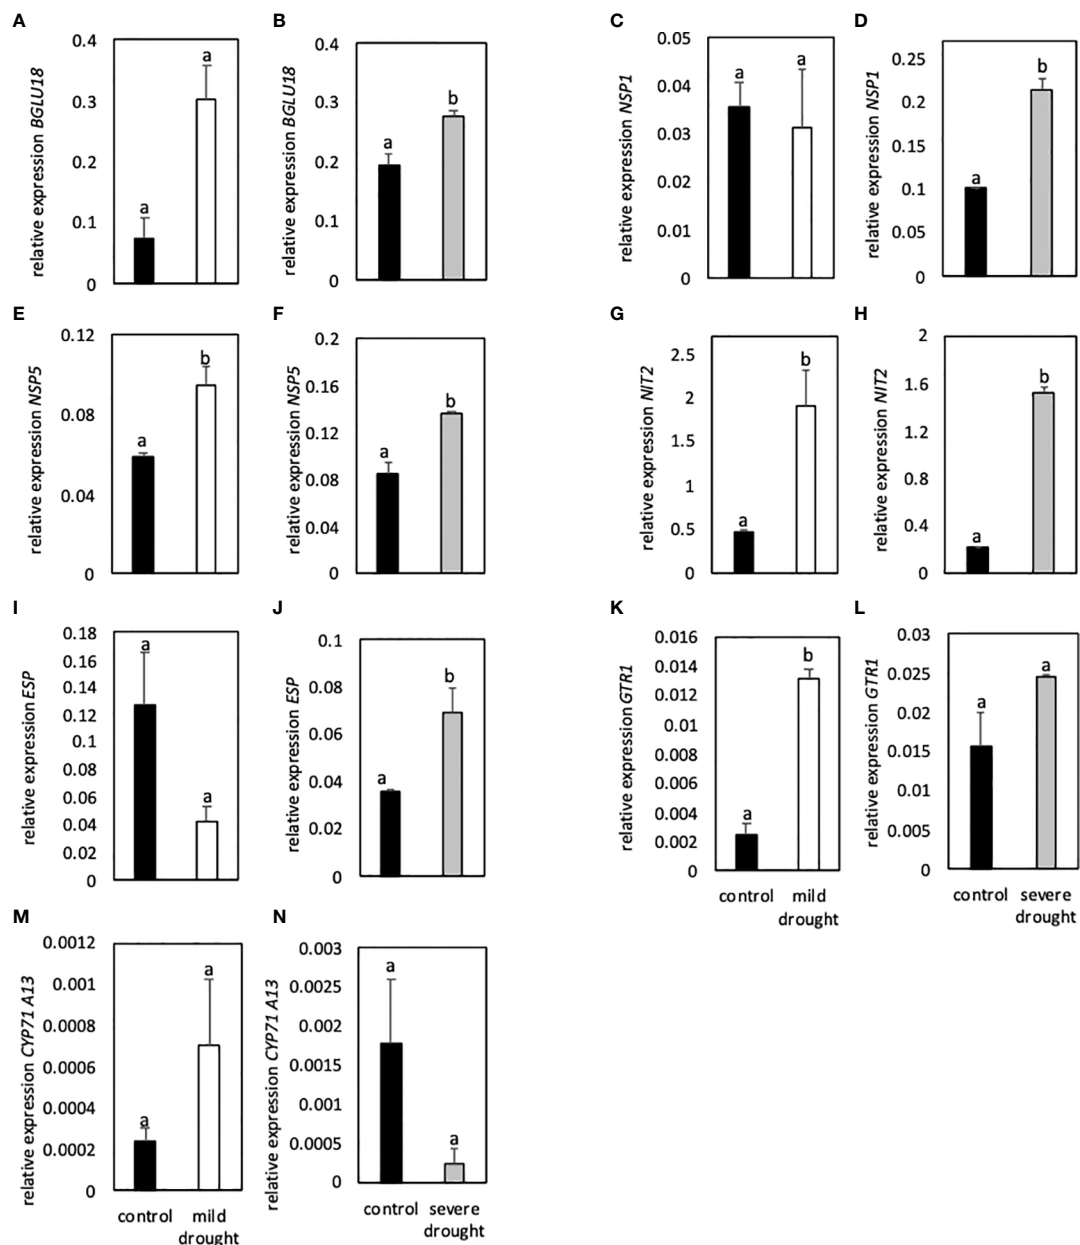 A
relative expression BGLU18
0.4
0.3
0.2
0.1
0
a
a
B
relative expression BGLU18
0.4
0.3
0.2
0.1
0
a
b
C
relative expression NSP1
0.05
0.04
0.03
0.02
0.01
0
a
a
D
relative expression NSP1
0.25
0.2
0.15
0.1
0.05
0
a
b
E
relative expression NSP5
0.12
0.08
0.04
0
a
b
F
relative expression NSP5
0.2
0.16
0.12
0.08
0.04
0
a
b
G
relative expression NIT2
2.5
2
1.5
1
0.5
0
a
b
H
relative expression NIT2
2
1.6
1.2
0.8
0.4
0
a
b
I
relative expression ESP
0.18
0.16
0.14
0.12
0.1
0.08
0.06
0.04
0.02
0
a
a
J
relative expression ESP
0.1
0.08
0.06
0.04
0.02
0
a
b
K
relative expression GTR1
0.016
0.014
0.012
0.01
0.008
0.006
0.004
0.002
0
a
b
control
mild
drought
L
relative expression GTR1
0.03
0.025
0.02
0.015
0.01
0.005
0
a
a
control
severe
drought
M
relative expression CYP71 A13
0.0012
0.001
0.0008
0.0006
0.0004
0.0002
0
a
a
control
mild
drought
N
relative expression CYP71 A13
0.003
0.0025
0.002
0.0015
0.001
0.0005
0
a
a
control
severe
drought